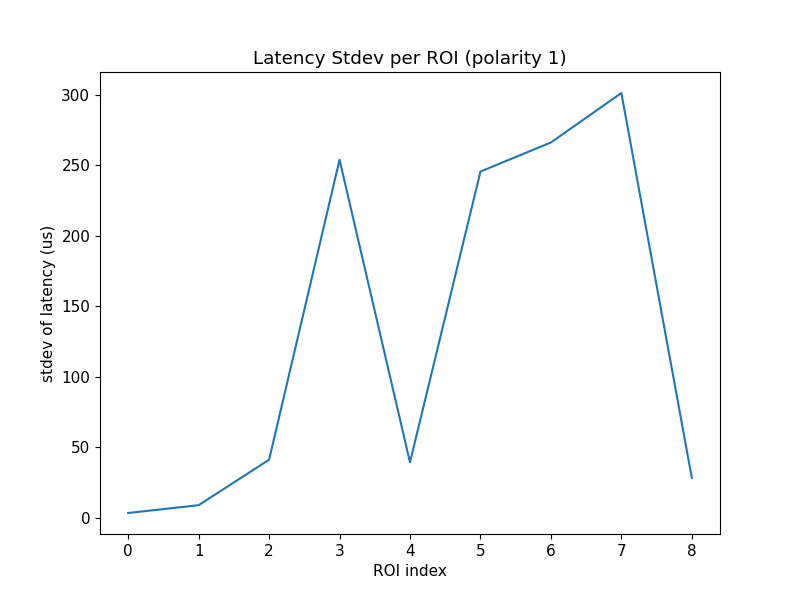 Latency Stdev per ROI (polarity 1)
stdev of latency (us)
300
250
200
150
100
50
0
0 1 2 3 4 5 6 7 8
ROI index